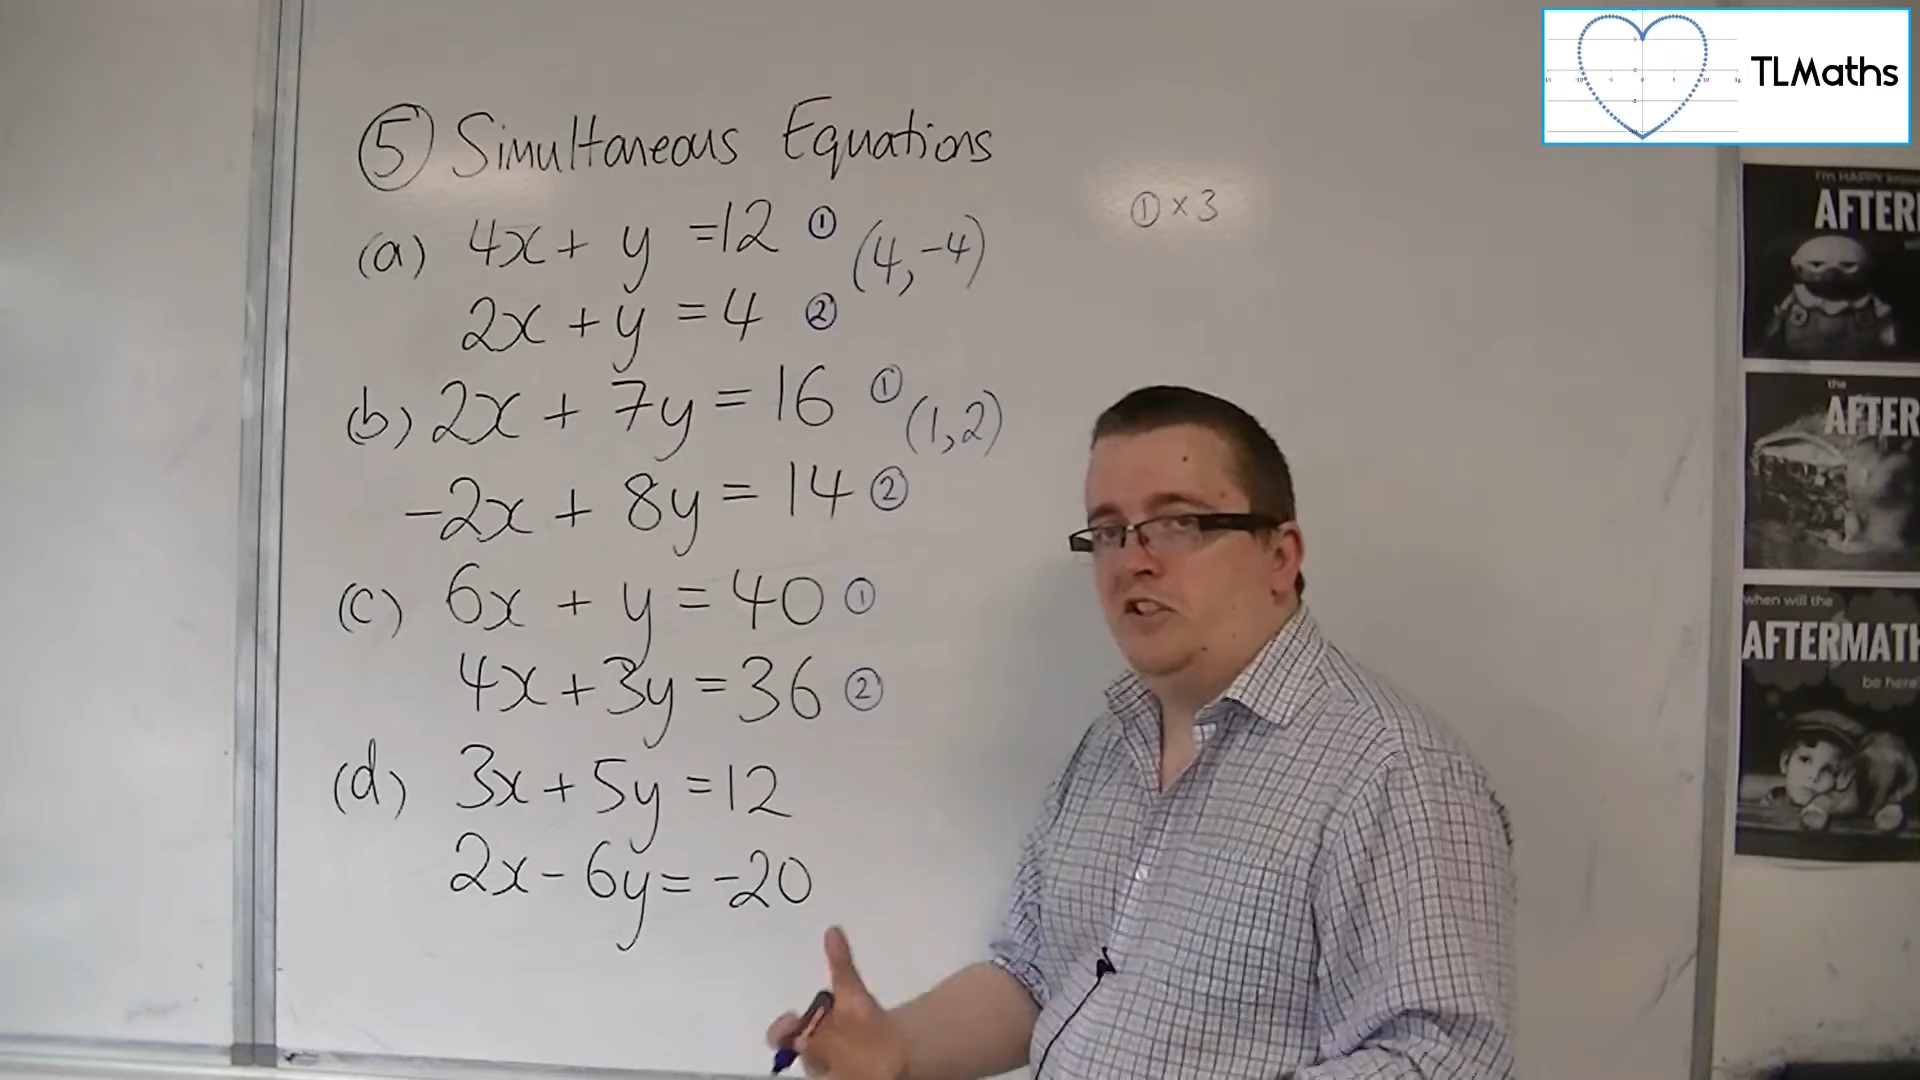 TLMaths
⑤ Simultaneous Equations
① × 3
(a) 4x + y = 12 ① (4, -4)
2x + y = 4 ②
(b) 2x + 7y = 16 ① (1, 2)
-2x + 8y = 14 ②
(c) 6x + y = 40 ①
4x + 3y = 36 ②
(d) 3x + 5y = 12
2x - 6y = -20
I'm HAPPY
AFTER
the
AFTER
when will the
AFTERMATH
be here